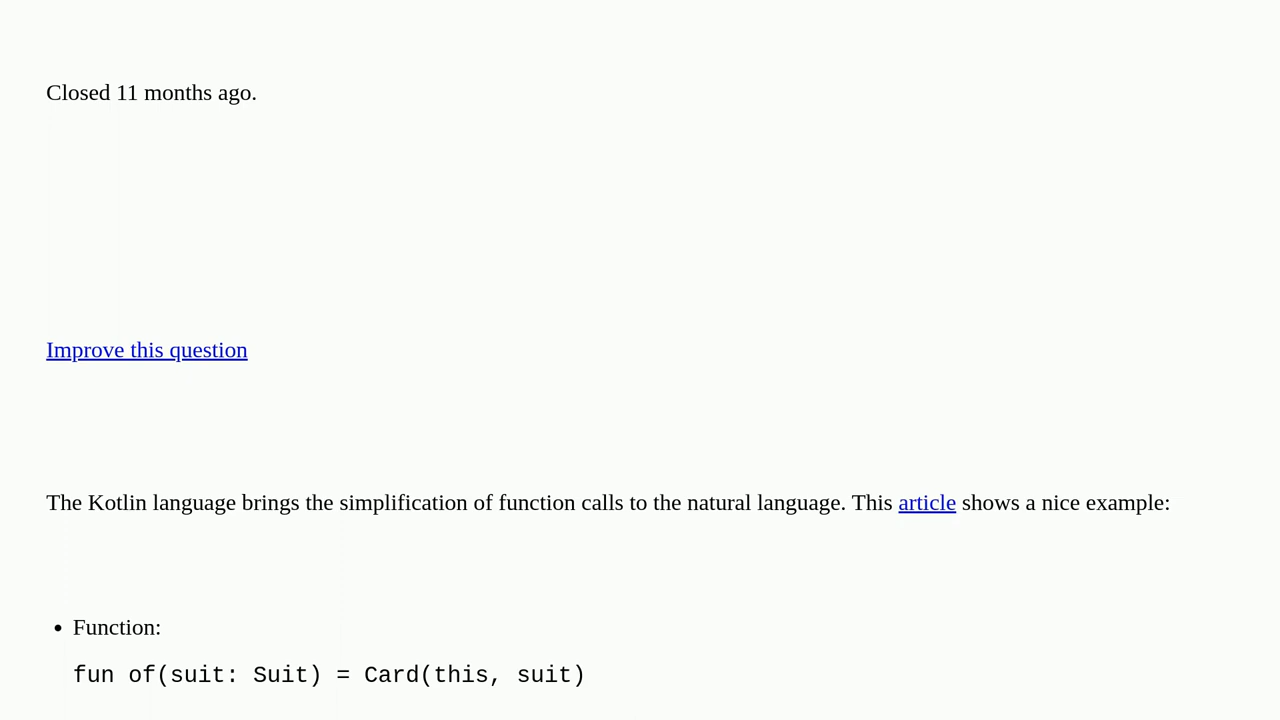 Closed 11 months ago.
Improve this question
The Kotlin language brings the simplification of function calls to the natural language. This article shows a nice example:
• Function:
fun of(suit: Suit) = Card(this, suit)